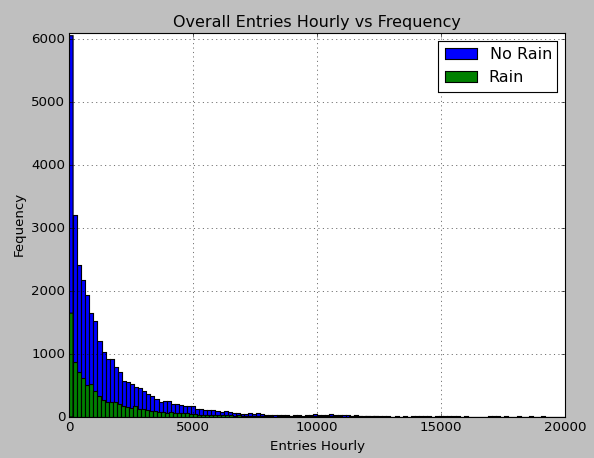 Overall Entries Hourly vs Frequency
No Rain
Rain
Fequency
6000
5000
4000
3000
2000
1000
0
0 5000 10000 15000 20000
Entries Hourly